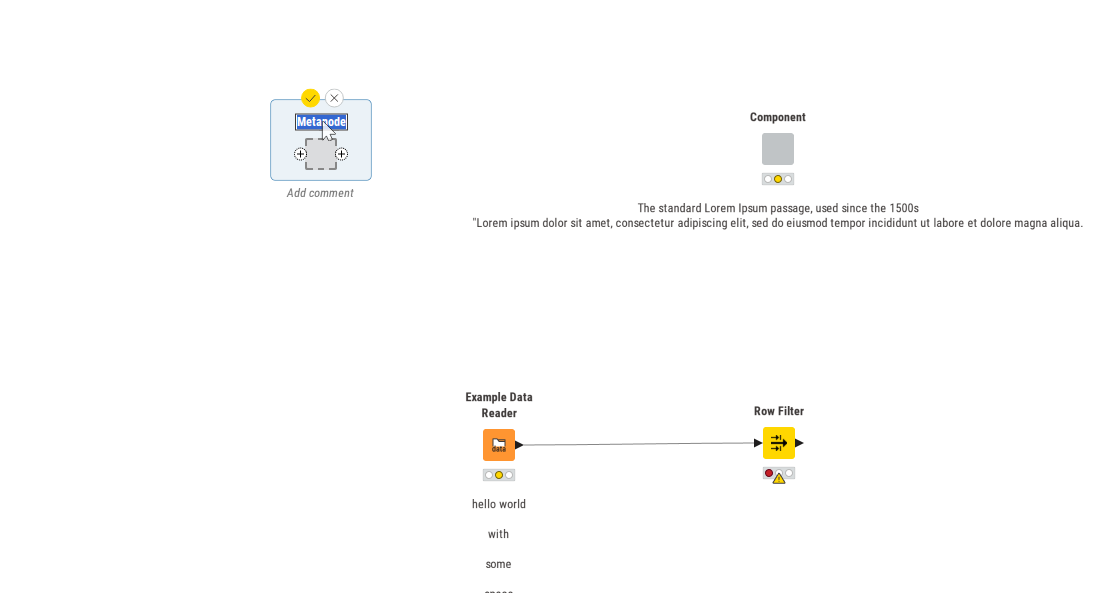 Metanode
Add comment
Component
The standard Lorem Ipsum passage, used since the 1500s
"Lorem ipsum dolor sit amet, consectetur adipiscing elit, sed do eiusmod tempor incididunt ut labore et dolore magna aliqua.
Example Data
Reader
data
Row Filter
hello world
with
some